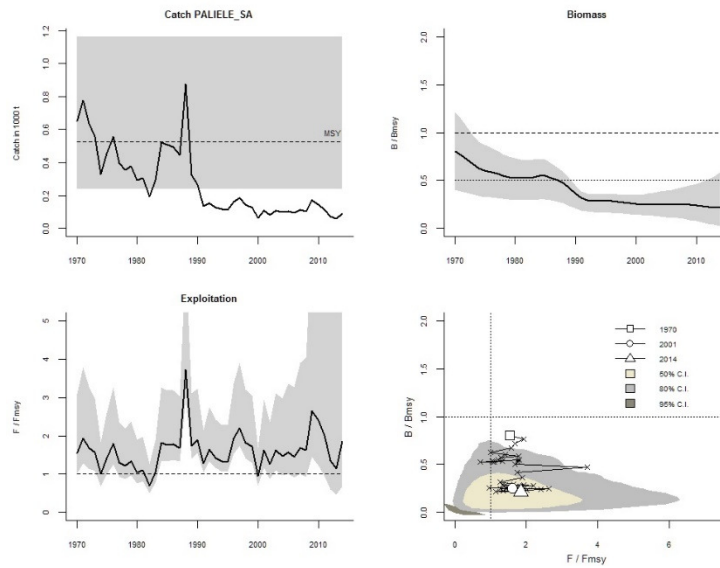 Catch PALIELE_SA
Catch in 1000t
0.0 0.2 0.4 0.6 0.8 1.0 1.2
MSY
1970 1980 1990 2000 2010
Biomass
B / Bmsy
0.0 0.5 1.0 1.5 2.0
1970 1980 1990 2000 2010
Exploitation
F / Fmsy
0 1 2 3 4 5
1970 1980 1990 2000 2010
B / Bmsy
0.0 0.5 1.0 1.5 2.0
1970
2001
2014
50% C.I.
80% C.I.
95% C.I.
0 2 4 6
F / Fmsy